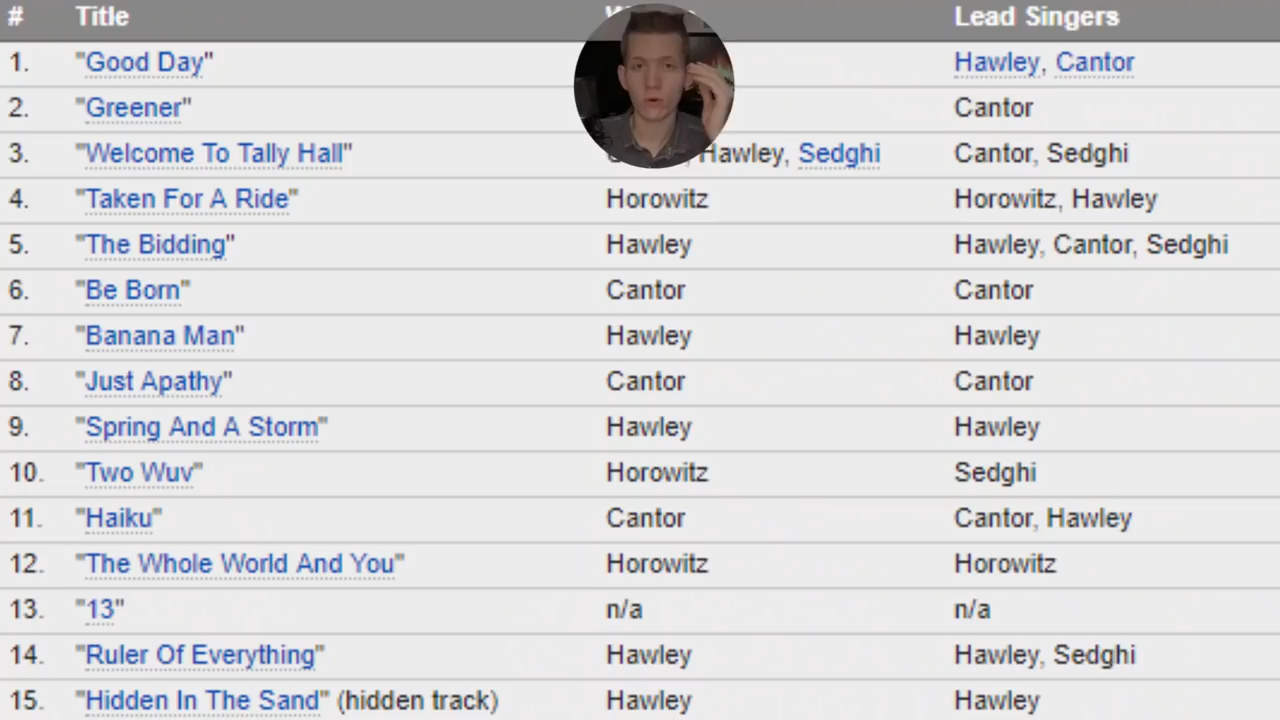 # Title Lead Singers
1. "Good Day" Hawley, Cantor
2. "Greener" Cantor
3. "Welcome To Tally Hall" Hawley, Sedghi Cantor, Sedghi
4. "Taken For A Ride" Horowitz Horowitz, Hawley
5. "The Bidding" Hawley Hawley, Cantor, Sedghi
6. "Be Born" Cantor Cantor
7. "Banana Man" Hawley Hawley
8. "Just Apathy" Cantor Cantor
9. "Spring And A Storm" Hawley Hawley
10. "Two Wuv" Horowitz Sedghi
11. "Haiku" Cantor Cantor, Hawley
12. "The Whole World And You" Horowitz Horowitz
13. "13" n/a n/a
14. "Ruler Of Everything" Hawley Hawley, Sedghi
15. "Hidden In The Sand" (hidden track) Hawley Hawley